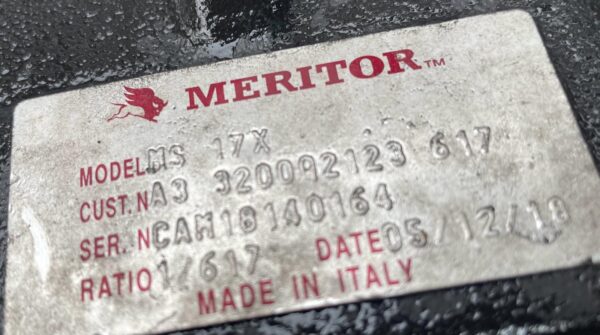 MERITOR™
MODEL MS 17X
CUST. N A3 320092123 617
SER. N CAM18140164
RATIO 1/617 DATE 05/12/18
MADE IN ITALY